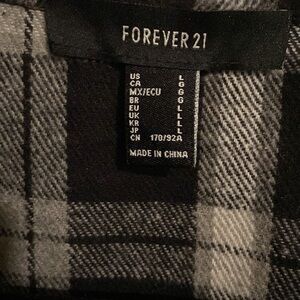 FOREVER 21
US L
CA G
MX/ECU G
BR G
EU L
UK L
KR L
JP L
CN 170/92A
MADE IN CHINA